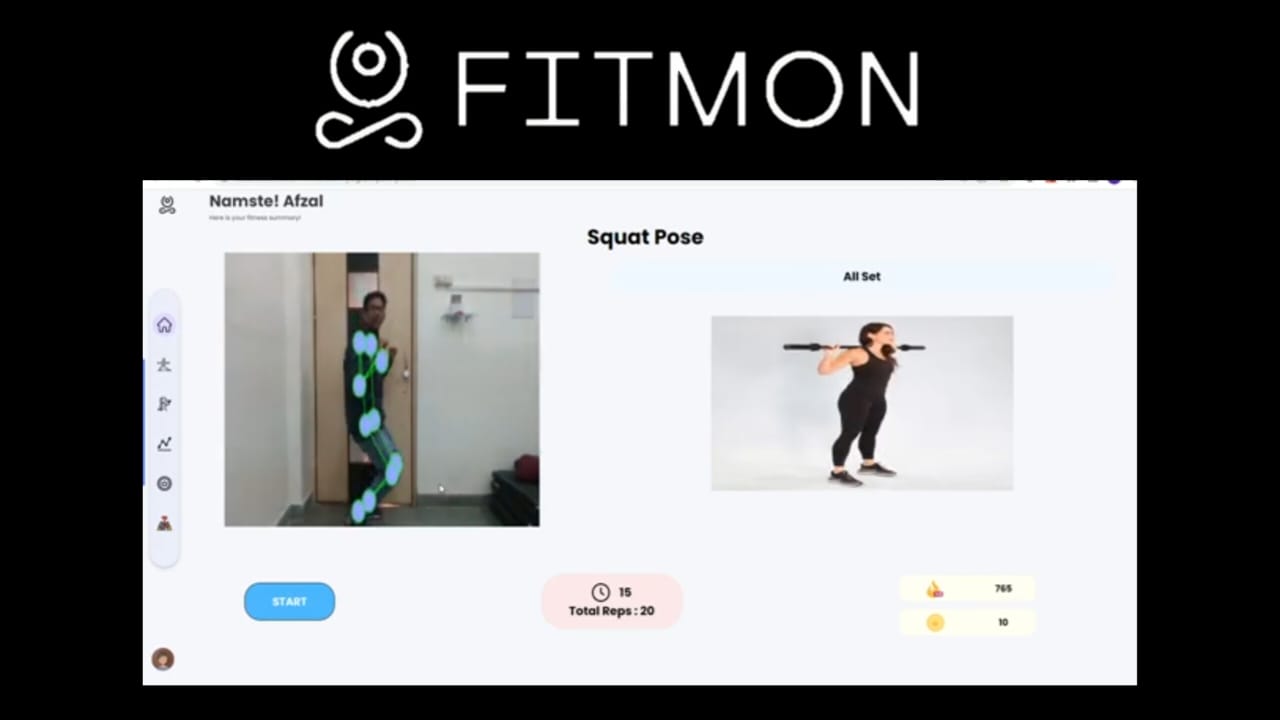 FITMON
Namste! Afzal
Here is your fitness summary!
Squat Pose
All Set
START
15
Total Reps : 20
765
10